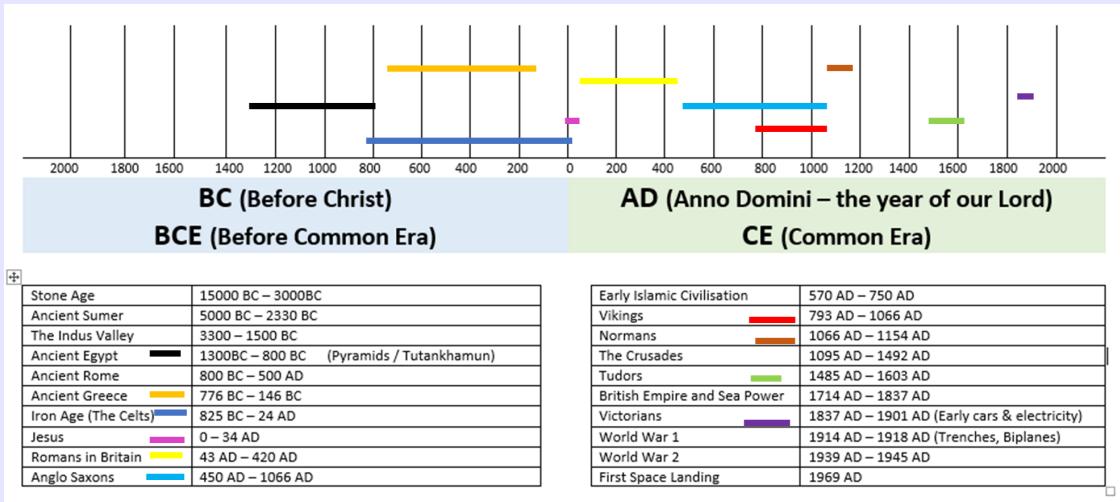 2000 1800 1600 1400 1200 1000 800 600 400 200 0 200 400 600 800 1000 1200 1400 1600 1800 2000
BC (Before Christ)
BCE (Before Common Era)
AD (Anno Domini – the year of our Lord)
CE (Common Era)
Stone Age 15000 BC – 3000BC
Ancient Sumer 5000 BC – 2330 BC
The Indus Valley 3300 – 1500 BC
Ancient Egypt 1300BC – 800 BC (Pyramids / Tutankhamun)
Ancient Rome 800 BC – 500 AD
Ancient Greece 776 BC – 146 BC
Iron Age (The Celts) 825 BC – 24 AD
Jesus 0 – 34 AD
Romans in Britain 43 AD – 420 AD
Anglo Saxons 450 AD – 1066 AD
Early Islamic Civilisation 570 AD – 750 AD
Vikings 793 AD – 1066 AD
Normans 1066 AD – 1154 AD
The Crusades 1095 AD – 1492 AD
Tudors 1485 AD – 1603 AD
British Empire and Sea Power 1714 AD – 1837 AD
Victorians 1837 AD – 1901 AD (Early cars & electricity)
World War 1 1914 AD – 1918 AD (Trenches, Biplanes)
World War 2 1939 AD – 1945 AD
First Space Landing 1969 AD